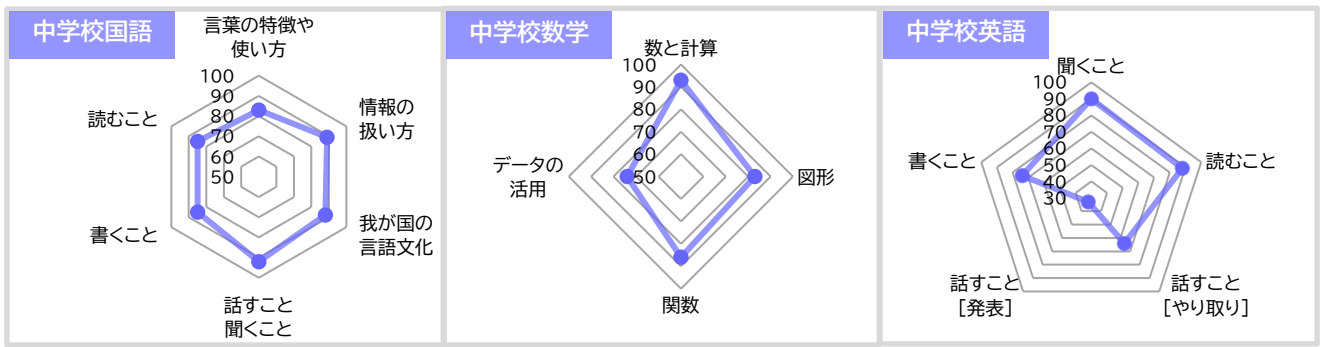 中学校国語
言葉の特徴や
使い方
100
90
80
70
60
50
情報の
扱い方
我が国の
言語文化
話すこと
聞くこと
書くこと
読むこと
中学校数学
数と計算
100
90
80
70
60
50
図形
関数
データの
活用
中学校英語
聞くこと
100
90
80
70
60
50
40
30
読むこと
話すこと
[やり取り]
話すこと
[発表]
書くこと